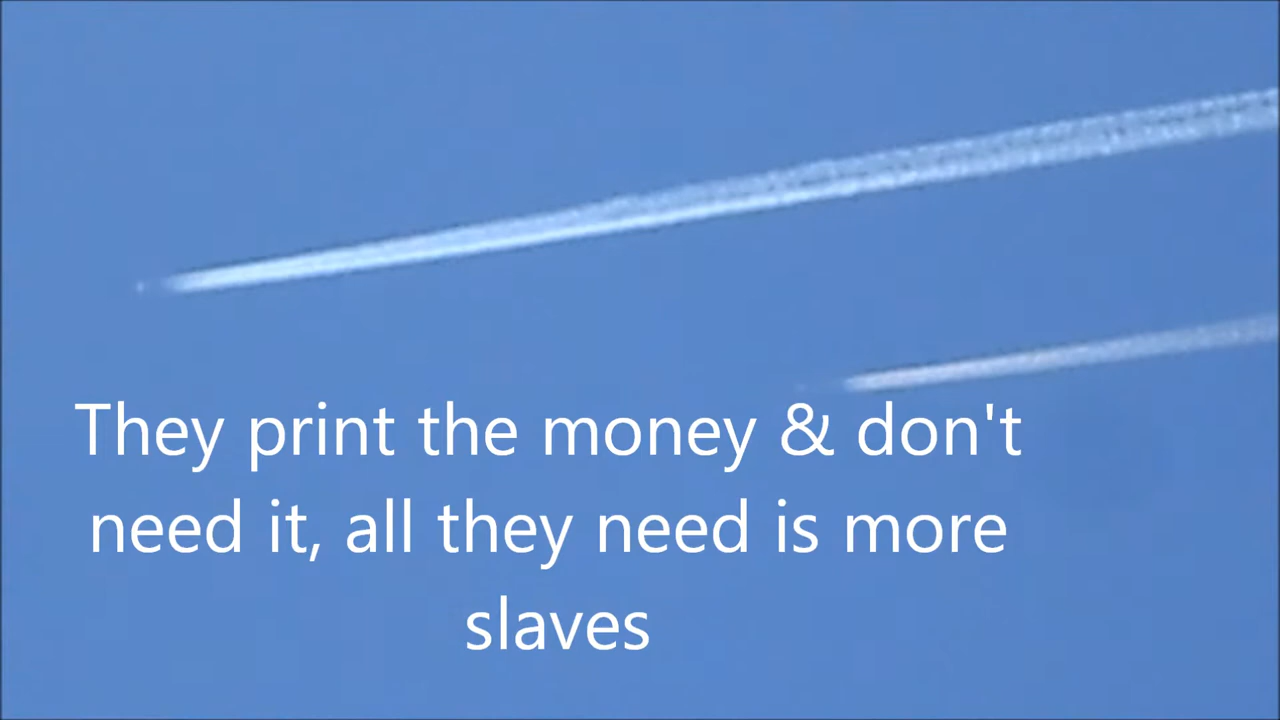 They print the money & don't
need it, all they need is more
slaves